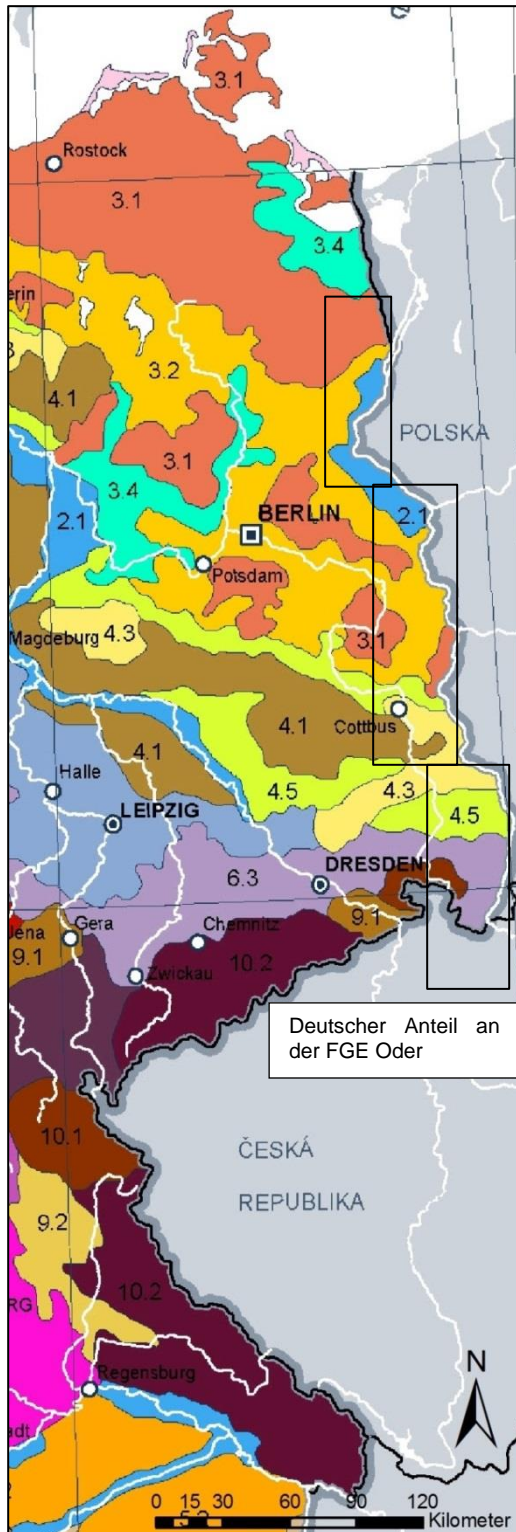 3.1
Rostock
3.1
3.4
erin
3.2
4.1
POLSKA
3.1
3.4
BERLIN
2.1
2.1
Potsdam
4.3
Magdeburg
3.1
4.1
Cottbus
4.1
Halle
4.3
4.5
4.5
LEIPZIG
DRESDEN
6.3
9.1
Jena
Gera
Chemnitz
9.1
10.2
Zwickau
Deutscher Anteil an
der FGE Oder
10.1
ČESKÁ
REPUBLIKA
9.2
10.2
RG
N
Regensburg
adt
0 15 30 60 90 120
Kilometer